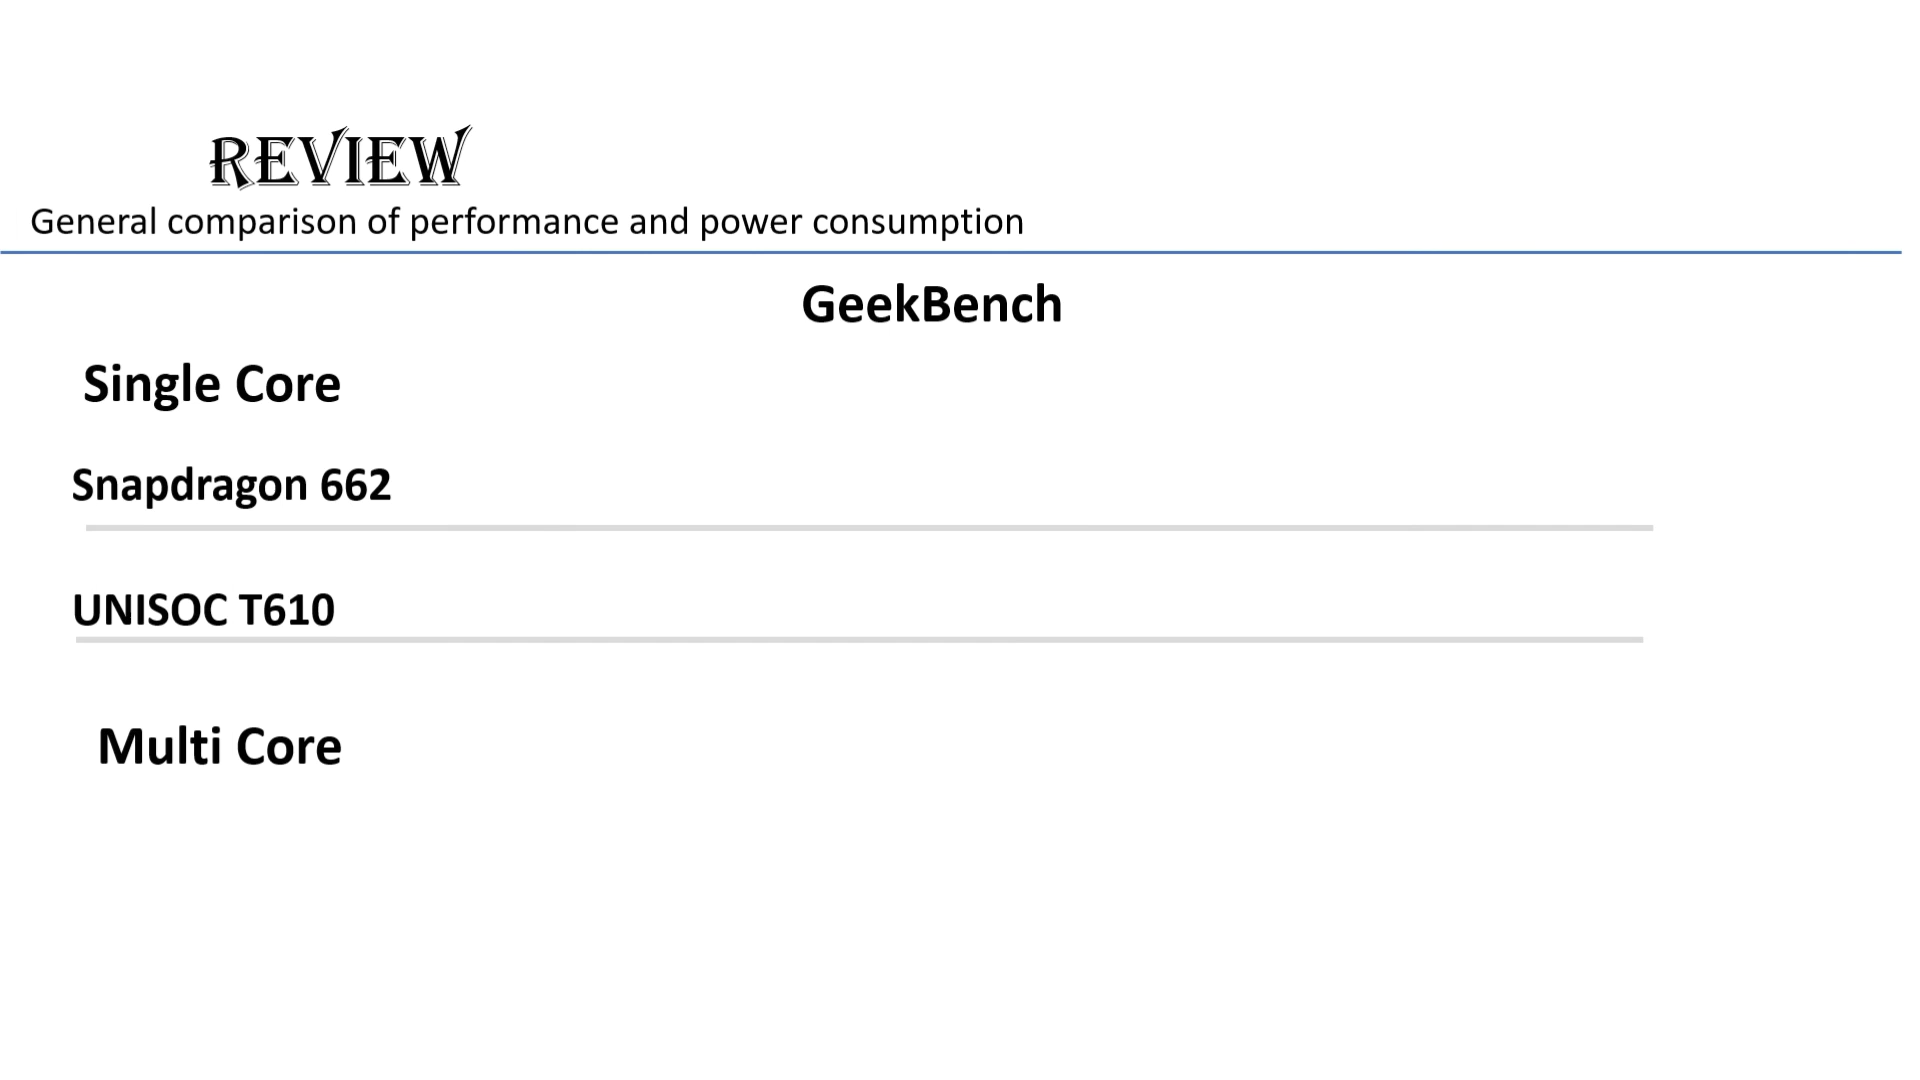 REVIEW
General comparison of performance and power consumption
GeekBench
Single Core
Snapdragon 662
UNISOC T610
Multi Core